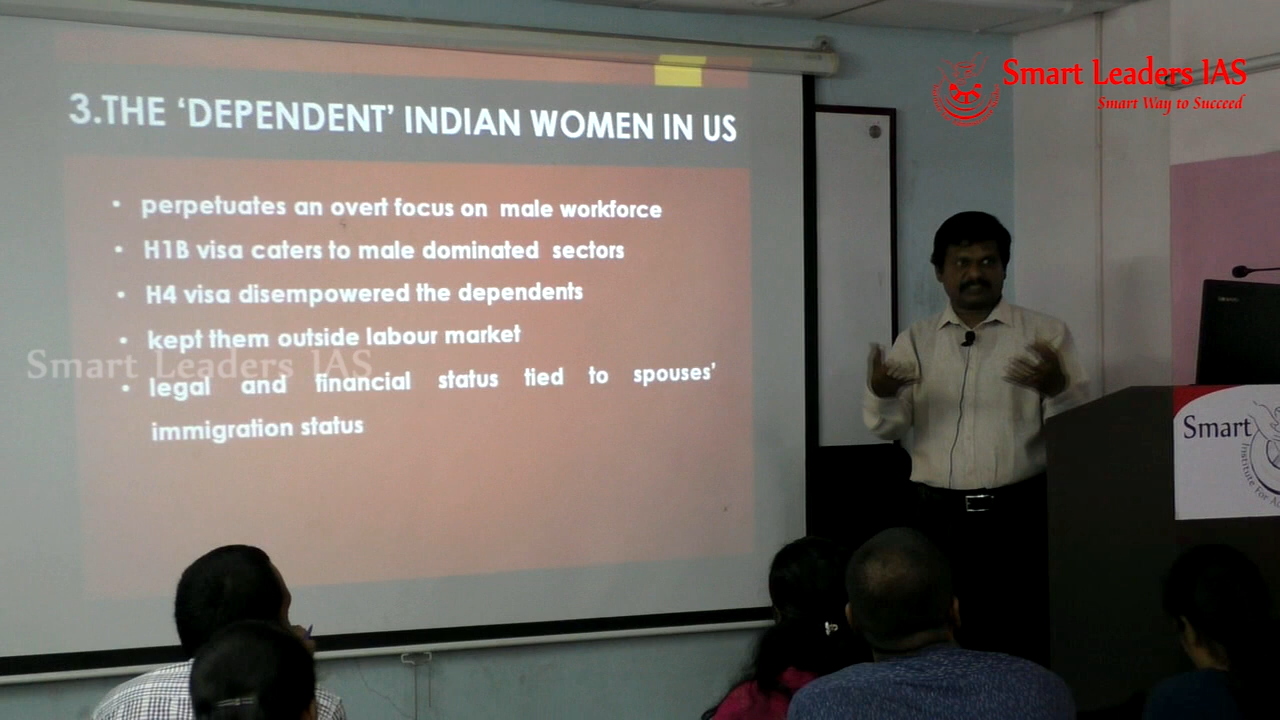 3.THE ‘DEPENDENT’ INDIAN WOMEN IN US
• perpetuates an overt focus on male workforce
• H1B visa caters to male dominated sectors
• H4 visa disempowered the dependents
• kept them outside labour market
• legal and financial status tied to spouses’
immigration status
Smart Leaders IAS
Smart Leaders IAS
Smart Way to Succeed
Smart
Institute For